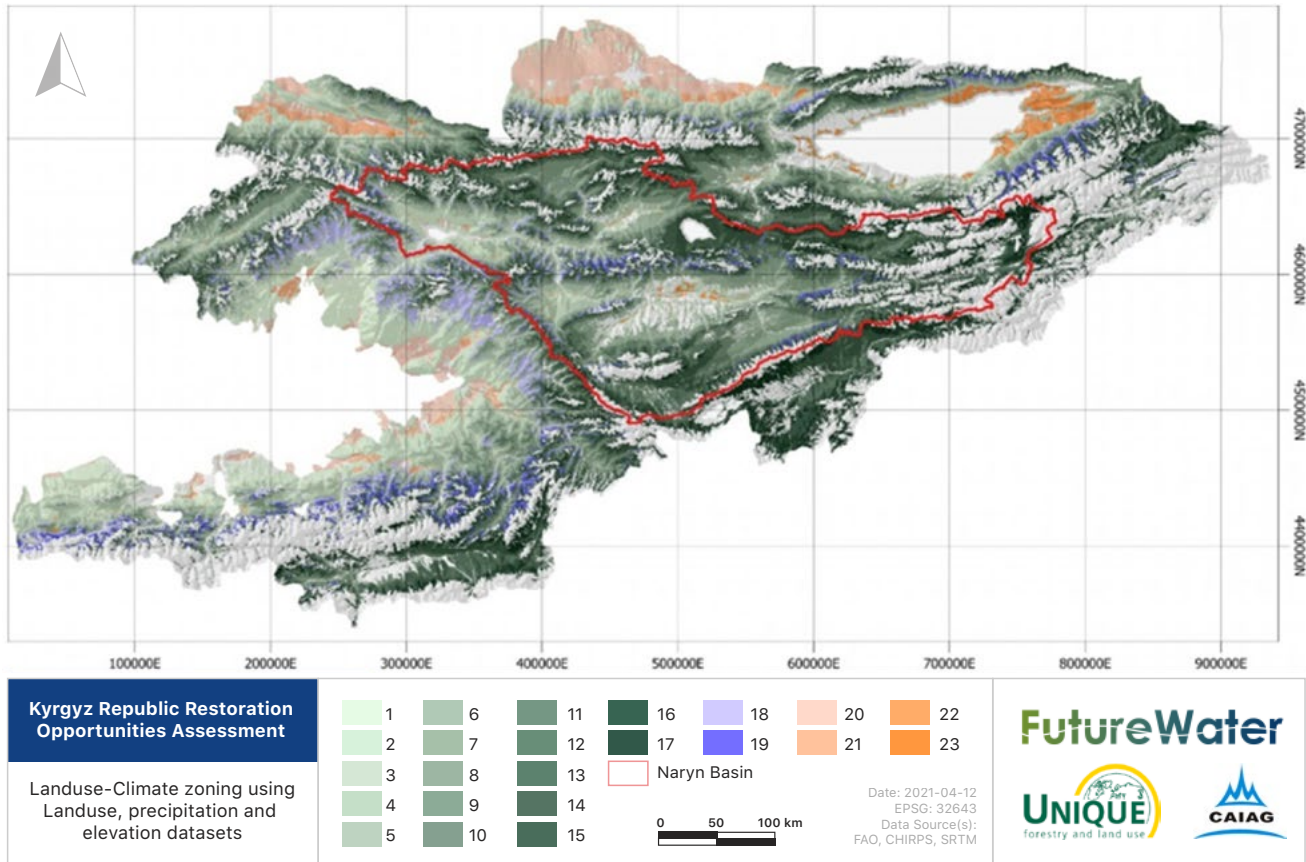 4700000N
4600000N
4500000N
4400000N
100000E 200000E 300000E 400000E 500000E 600000E 700000E 800000E 900000E
Kyrgyz Republic Restoration
Opportunities Assessment
Landuse-Climate zoning using
Landuse, precipitation and
elevation datasets
1 6 11 16 18 20 22
2 7 12 17 19 21 23
3 8 13 Naryn Basin
4 9 14
5 10 15
0 50 100 km
Date: 2021-04-12
EPSG: 32643
Data Source(s):
FAO, CHIRPS, SRTM
FutureWater
UNIQUE
forestry and land use
CAIAG